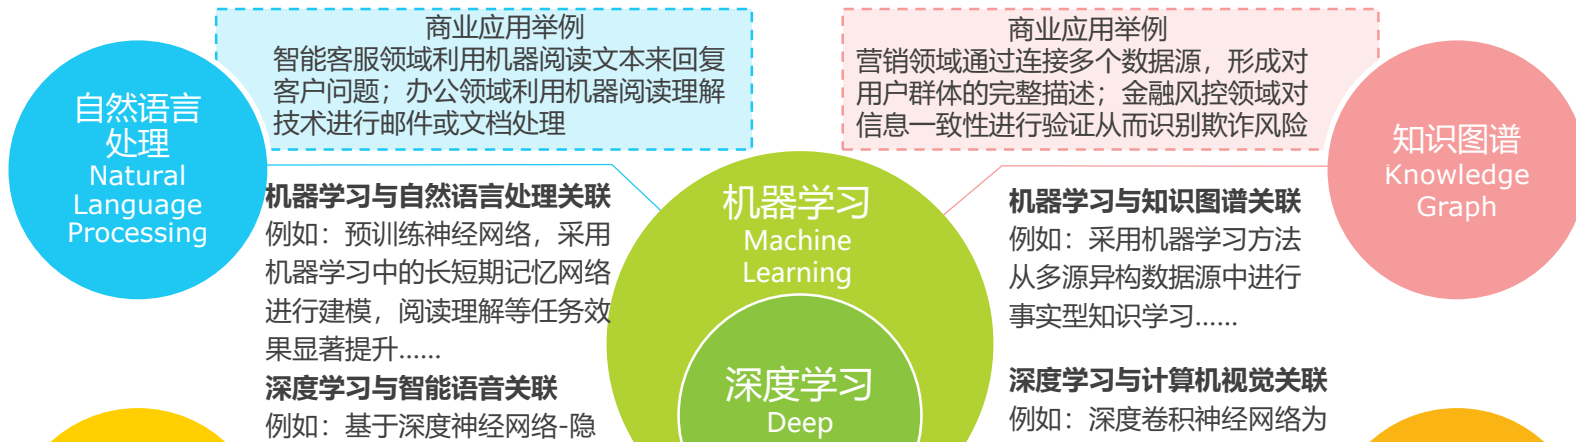 商业应用举例
智能客服领域利用机器阅读文本来回复
客户问题；办公领域利用机器阅读理解
技术进行邮件或文档处理
商业应用举例
营销领域通过连接多个数据源，形成对
用户群体的完整描述；金融风控领域对
信息一致性进行验证从而识别欺诈风险
自然语言
处理
Natural
Language
Processing
知识图谱
Knowledge
Graph
机器学习与自然语言处理关联
例如：预训练神经网络，采用
机器学习中的长短期记忆网络
进行建模，阅读理解等任务效
果显著提升......
机器学习
Machine
Learning
机器学习与知识图谱关联
例如：采用机器学习方法
从多源异构数据源中进行
事实型知识学习......
深度学习与智能语音关联
例如：基于深度神经网络-隐
深度学习
Deep
深度学习与计算机视觉关联
例如：深度卷积神经网络为